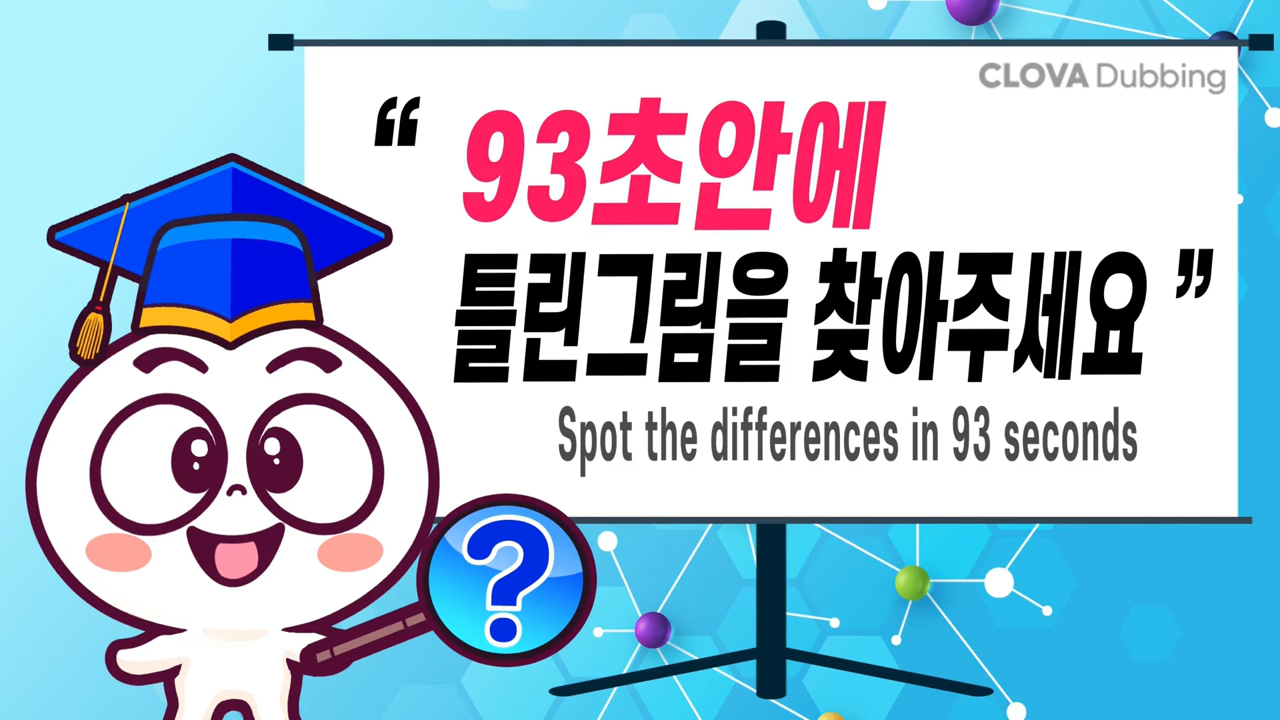 CLOVA Dubbing
“ 93초안에
틀린그림을 찾아주세요 ”
Spot the differences in 93 seconds
?